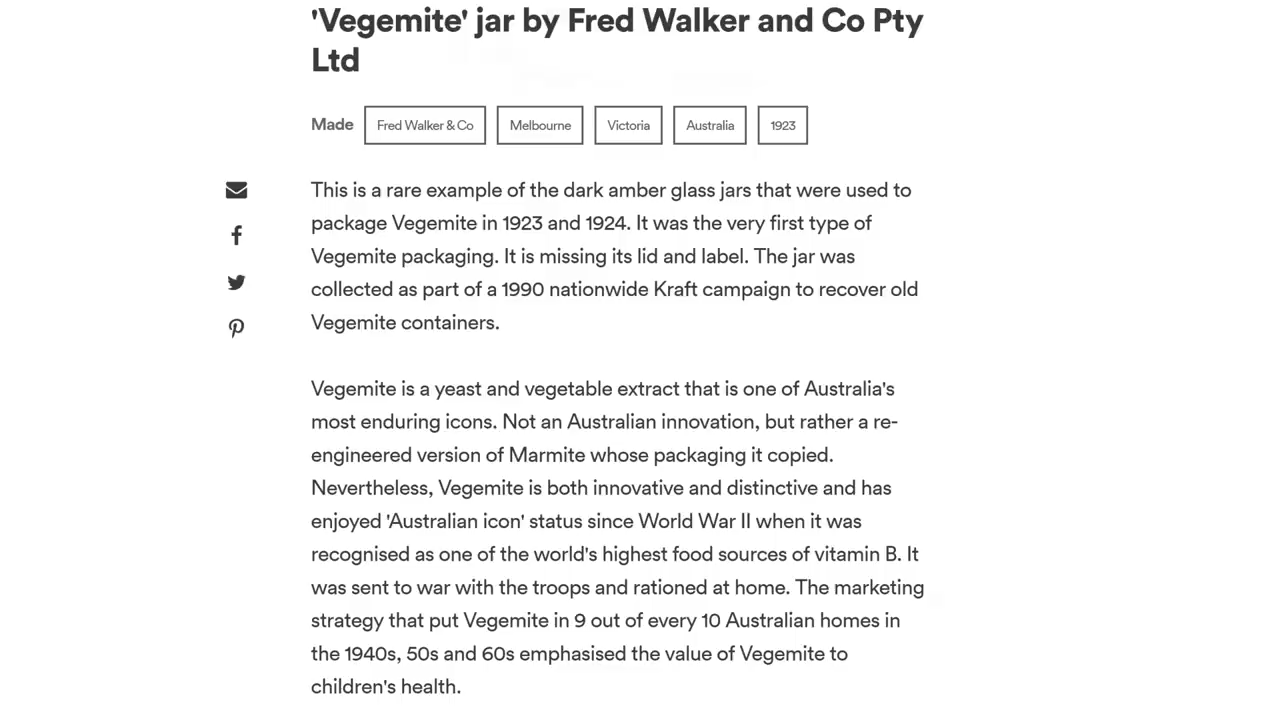 'Vegemite' jar by Fred Walker and Co Pty
Ltd
Made Fred Walker & Co Melbourne Victoria Australia 1923
This is a rare example of the dark amber glass jars that were used to
package Vegemite in 1923 and 1924. It was the very first type of
Vegemite packaging. It is missing its lid and label. The jar was
collected as part of a 1990 nationwide Kraft campaign to recover old
Vegemite containers.
Vegemite is a yeast and vegetable extract that is one of Australia's
most enduring icons. Not an Australian innovation, but rather a re-
engineered version of Marmite whose packaging it copied.
Nevertheless, Vegemite is both innovative and distinctive and has
enjoyed 'Australian icon' status since World War II when it was
recognised as one of the world's highest food sources of vitamin B. It
was sent to war with the troops and rationed at home. The marketing
strategy that put Vegemite in 9 out of every 10 Australian homes in
the 1940s, 50s and 60s emphasised the value of Vegemite to
children's health.